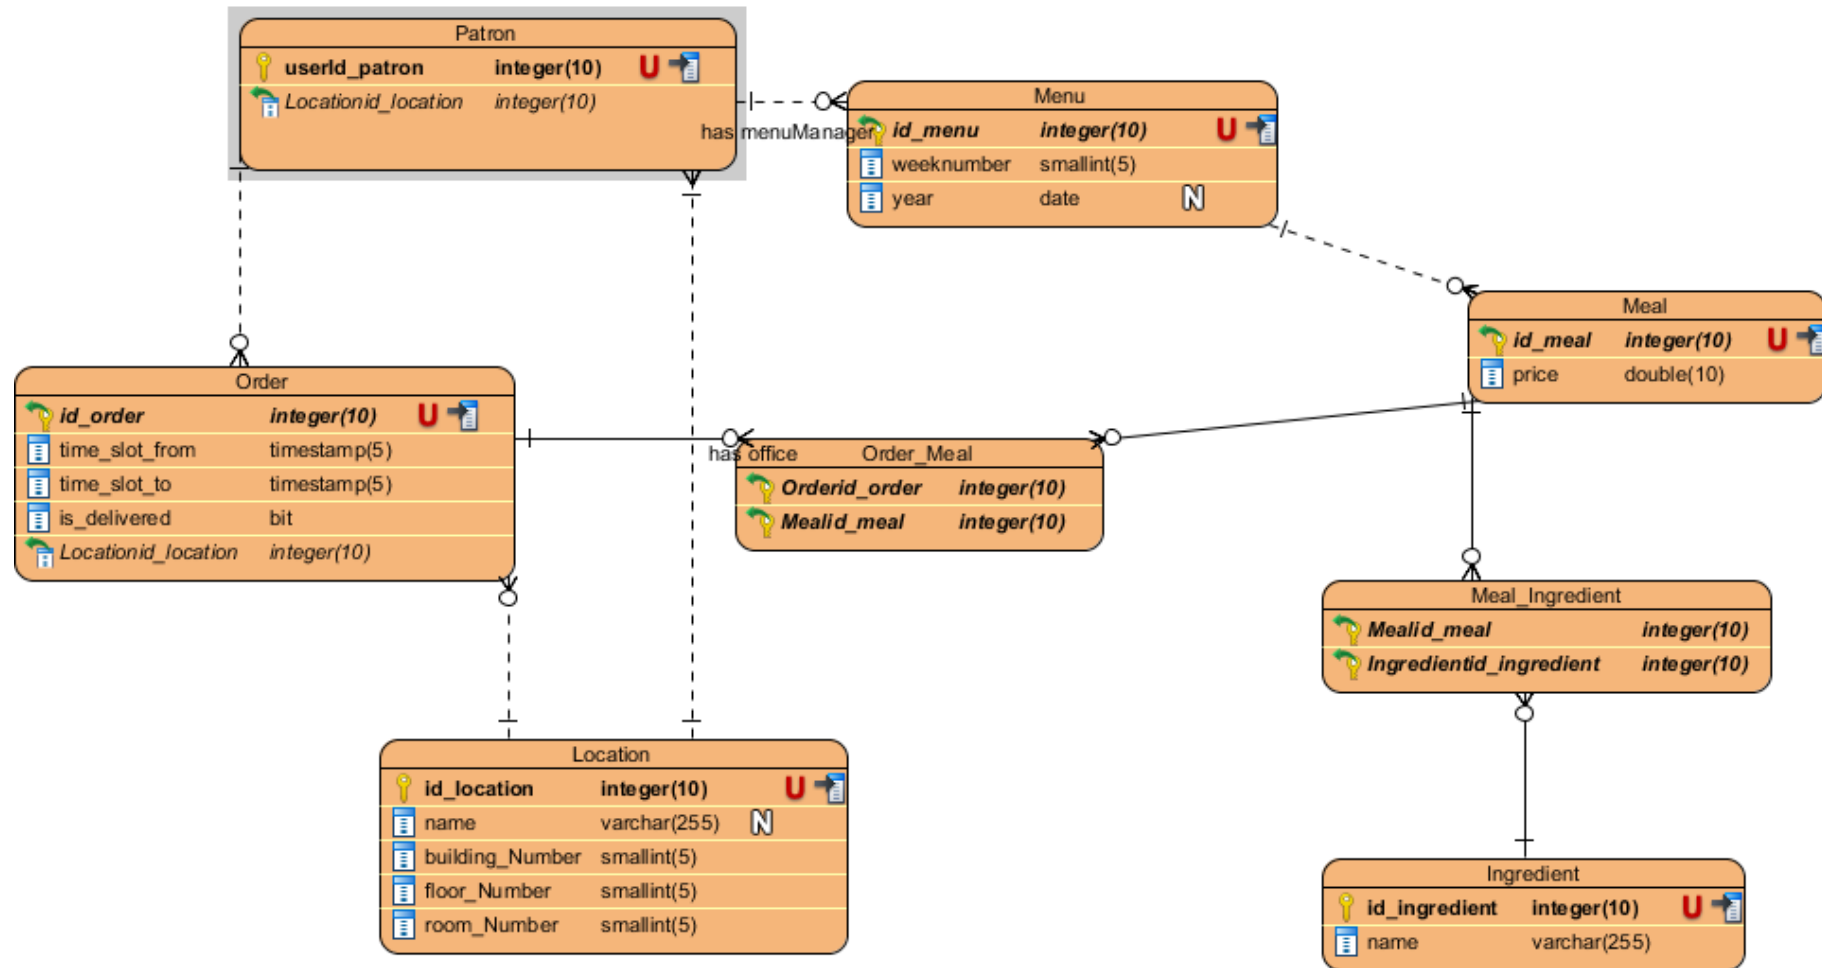 Patron
userId_patron integer(10) U
Locationid_location integer(10)
has menuManager
Menu
id_menu integer(10) U
weeknumber smallint(5)
year date N
Meal
id_meal integer(10) U
price double(10)
Order
id_order integer(10) U
time_slot_from timestamp(5)
time_slot_to timestamp(5)
is_delivered bit
Locationid_location integer(10)
has office
Order_Meal
Orderid_order integer(10)
Mealid_meal integer(10)
Meal_Ingredient
Mealid_meal integer(10)
Ingredientid_ingredient integer(10)
Location
id_location integer(10) U
name varchar(255) N
building_Number smallint(5)
floor_Number smallint(5)
room_Number smallint(5)
Ingredient
id_ingredient integer(10) U
name varchar(255)